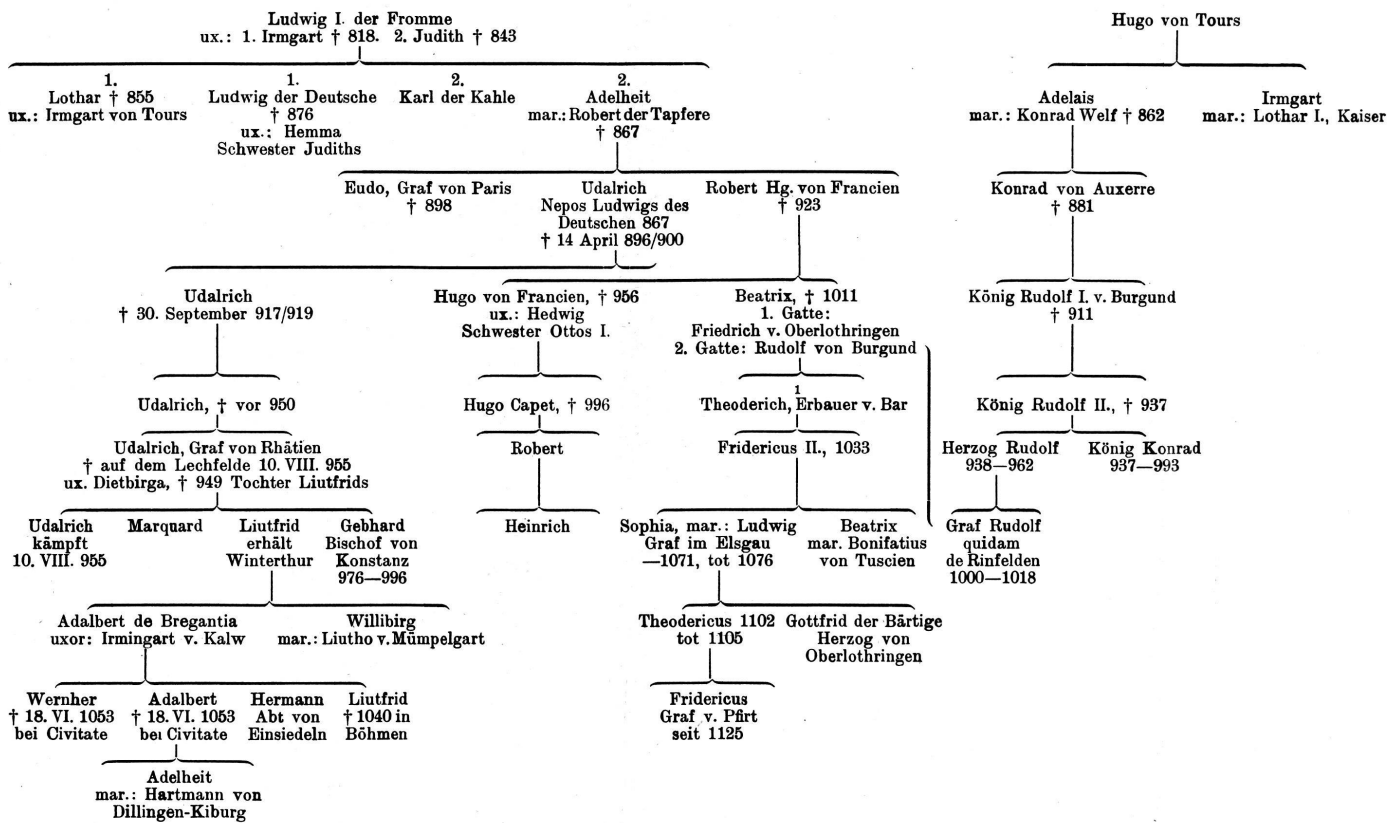 Ludwig I. der Fromme
ux.: 1. Irmgart † 818. 2. Judith † 843
Hugo von Tours
1.
Lothar † 855
ux.: Irmgart von Tours
1.
Ludwig der Deutsche
† 876
ux.: Hemma
Schwester Judiths
2.
Karl der Kahle
2.
Adelheit
mar.: Robert der Tapfere
† 867
Adelais
mar.: Konrad Welf † 862
Irmgart
mar.: Lothar I., Kaiser
Eudo, Graf von Paris
† 898
Udalrich
Nepos Ludwigs des
Deutschen 867
† 14 April 896/900
Robert Hg. von Francien
† 923
Konrad von Auxerre
† 881
Udalrich
† 30. September 917/919
Hugo von Francien, † 956
ux.: Hedwig
Schwester Ottos I.
Beatrix, † 1011
1. Gatte:
Friedrich v. Oberlothringen
2. Gatte: Rudolf von Burgund
König Rudolf I. v. Burgund
† 911
Udalrich, † vor 950
Hugo Capet, † 996
1
Theoderich, Erbauer v. Bar
König Rudolf II., † 937
Udalrich, Graf von Rhätien
† auf dem Lechfelde 10. VIII. 955
ux. Dietbirga, † 949 Tochter Liutfrids
Robert
Fridericus II., 1033
Herzog Rudolf
938—962
König Konrad
937—993
Udalrich
kämpft
10. VIII. 955
Marquard
Liutfrid
erhält
Winterthur
Gebhard
Bischof von
Konstanz
976—996
Heinrich
Sophia, mar.: Ludwig
Graf im Elsgau
—1071, tot 1076
Beatrix
mar. Bonifatius
von Tuscien
Graf Rudolf
quidam
de Rinfelden
1000—1018
Adalbert de Bregantia
uxor: Irmingart v. Kalw
Willibirg
mar.: Liutho v. Mümpelgart
Theodericus 1102
tot 1105
Gottfrid der Bärtige
Herzog von
Oberlothringen
Wernher
† 18. VI. 1053
bei Civitate
Adalbert
† 18. VI. 1053
bei Civitate
Hermann
Abt von
Einsiedeln
Liutfrid
† 1040 in
Böhmen
Fridericus
Graf v. Pfirt
seit 1125
Adelheit
mar.: Hartmann von
Dillingen-Kiburg